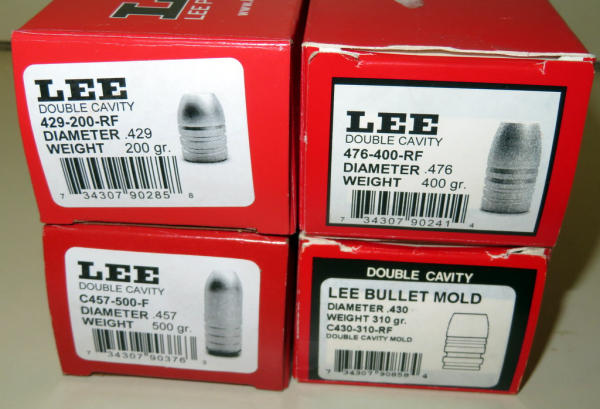 LEE
DOUBLE CAVITY
429-200-RF
DIAMETER .429
WEIGHT 200 gr.
7 34307 90285 8
LEE
DOUBLE CAVITY
476-400-RF
DIAMETER .476
WEIGHT 400 gr.
7 34307 90241 4
LEE
DOUBLE CAVITY
C457-500-F
DIAMETER .457
WEIGHT 500 gr.
7 34307 90376 3
DOUBLE CAVITY
LEE BULLET MOLD
DIAMETER .430
WEIGHT 310 gr.
C430-310-RF
DOUBLE CAVITY MOLD
7 34307 90858 4